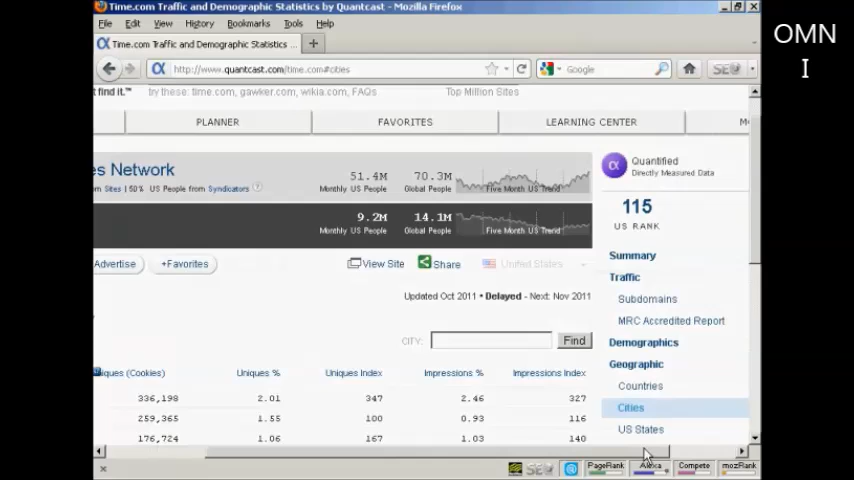 Time.com Traffic and Demographic Statistics by Quantcast - Mozilla Firefox
File Edit View History Bookmarks Tools Help
Time.com Traffic and Demographic Statistics ...
http://www.quantcast.com/time.com#cities
Google
SE
OMN
I
t find it.™ try these: time.com, gawker.com, wikia.com, FAQs Top Million Sites
PLANNER FAVORITES LEARNING CENTER M
es Network
Sites | 50% US People from Syndicators ?
51.4M 70.3M
Monthly US People Global People Five Month US Trend
9.2M 14.1M
Monthly US People Global People Five Month US Trend
Quantified
Directly Measured Data
115
US RANK
Advertise +Favorites View Site Share United States
Updated Oct 2011 • Delayed - Next: Nov 2011
CITY: Find
Uniques (Cookies) Uniques % Uniques Index Impressions % Impressions Index
336,198 2.01 347 2.46 327
259,365 1.55 100 0.93 116
176,724 1.06 167 1.03 140
Summary
Traffic
Subdomains
MRC Accredited Report
Demographics
Geographic
Countries
Cities
US States
PageRank Alexa Compete mozRank